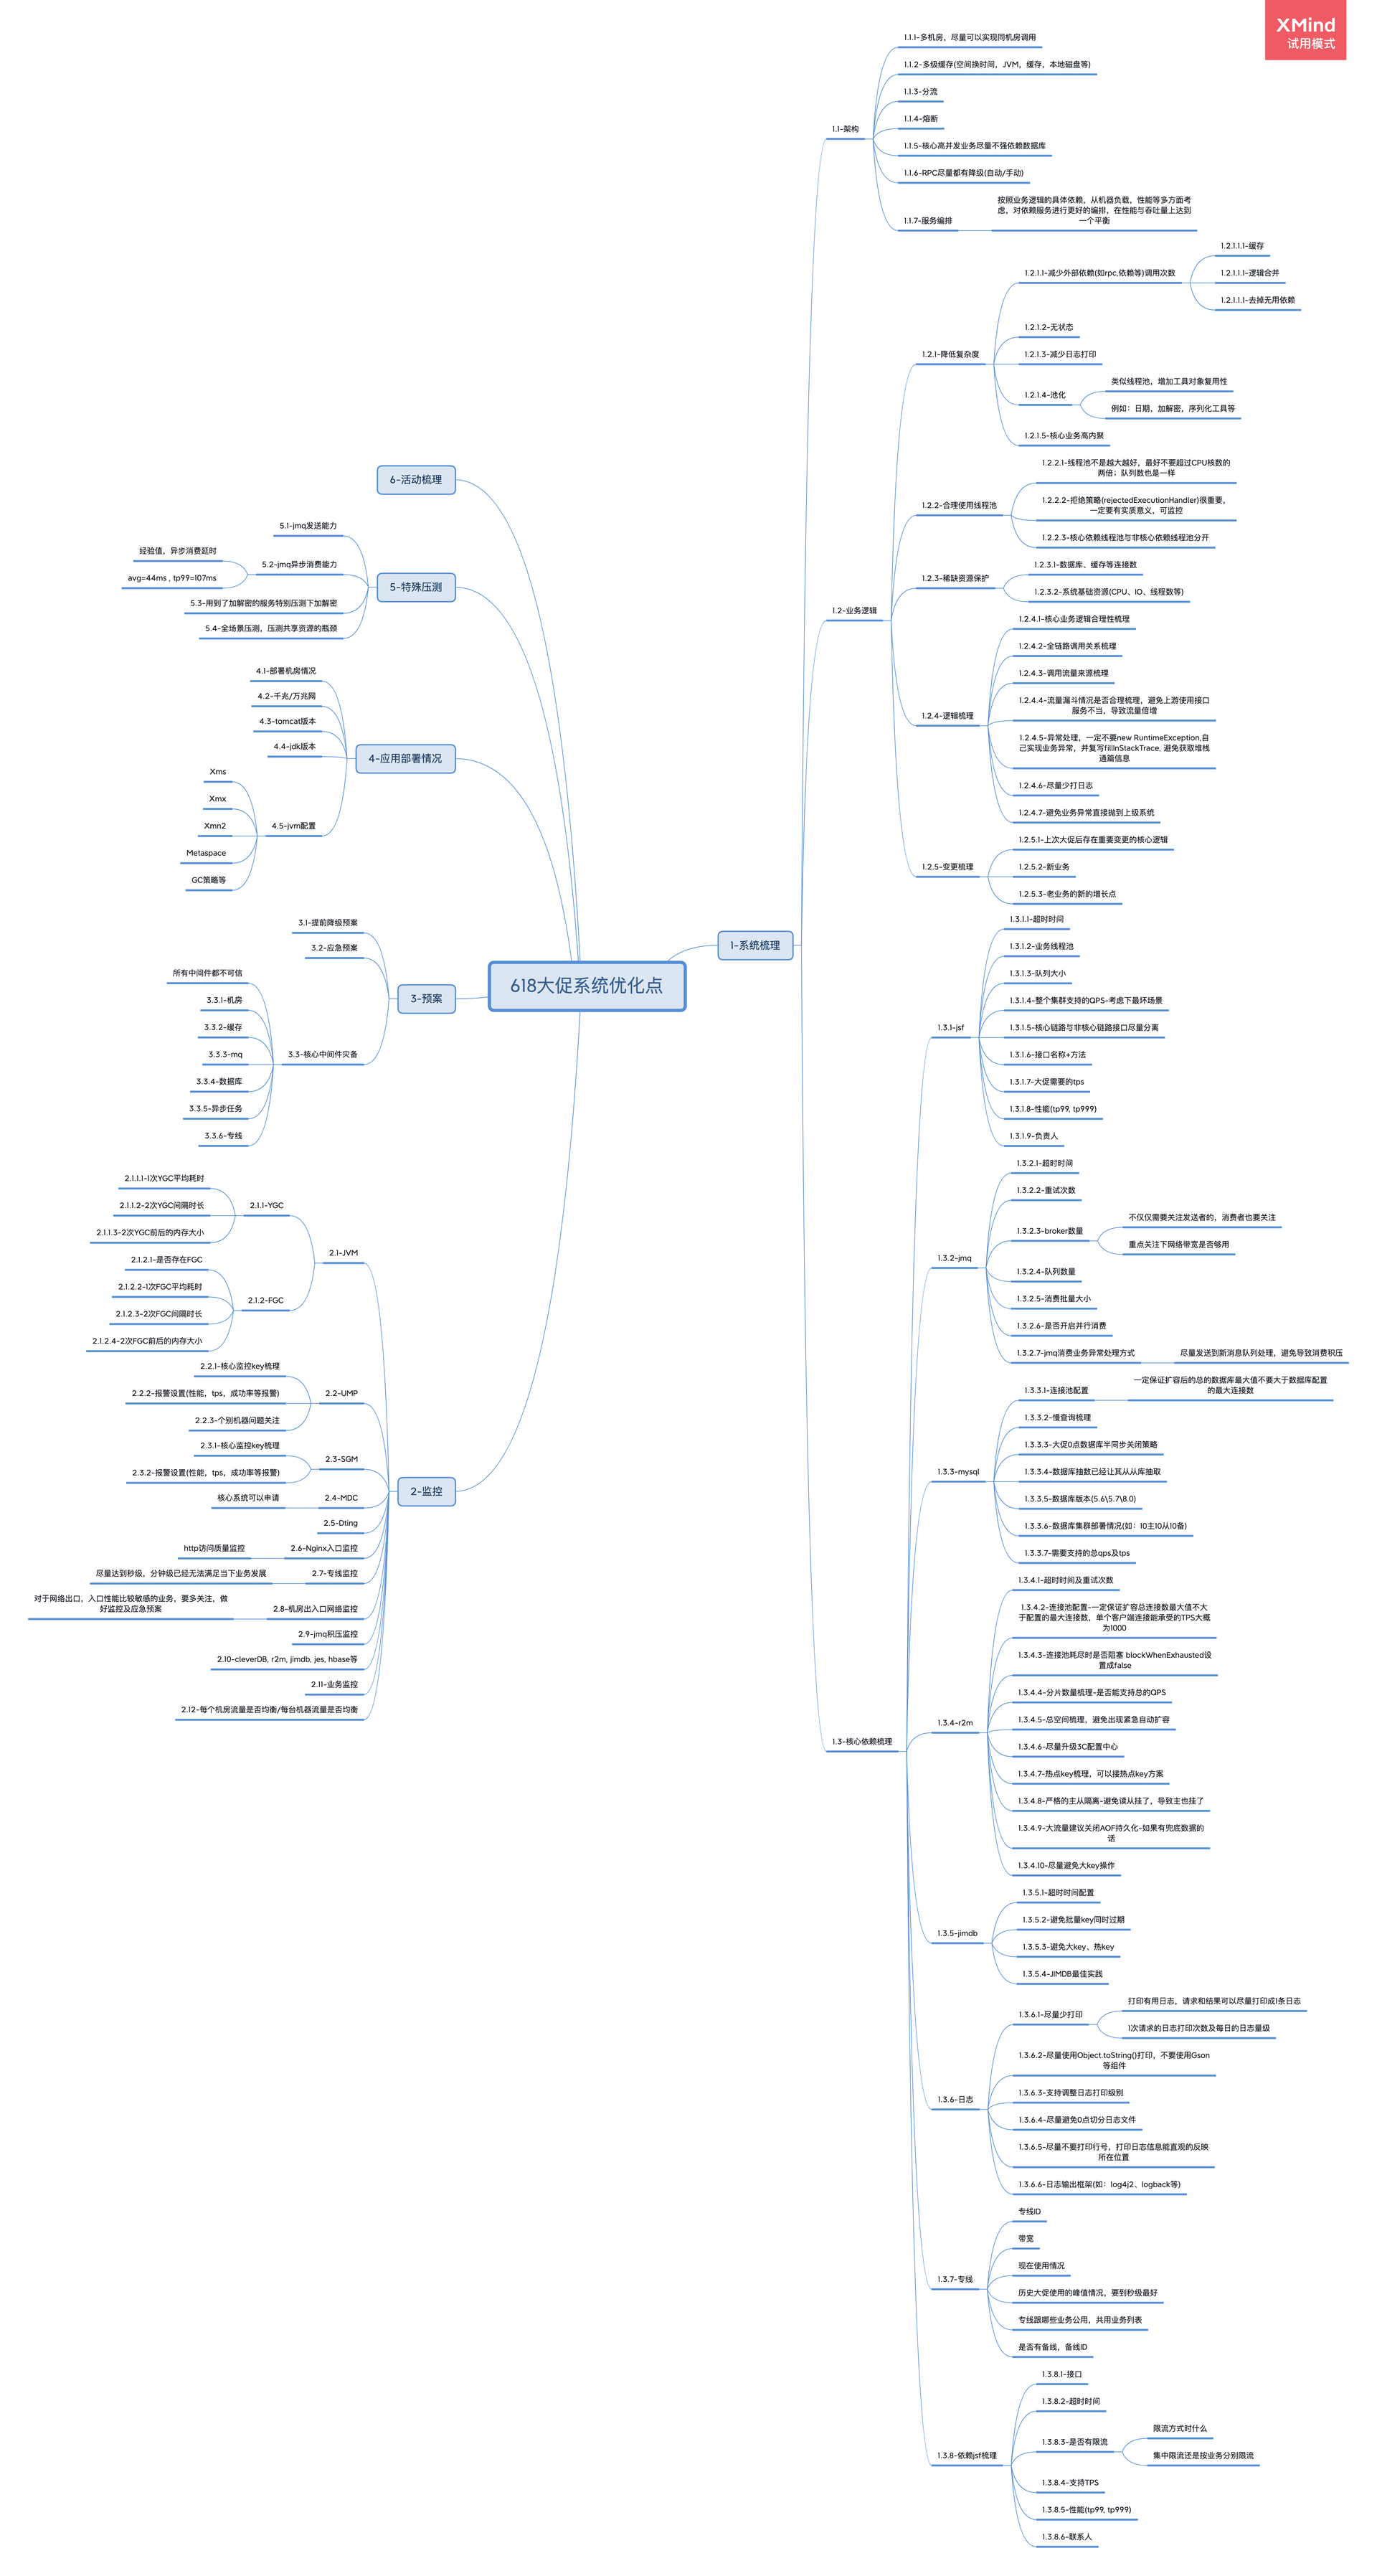 XMind
试用模式
618大促系统优化点
1-系统梳理
1.1-架构
1.1.1-多机房，尽量可以实现同机房调用
1.1.2-多级缓存(空间换时间，JVM，缓存，本地磁盘等)
1.1.3-分流
1.1.4-熔断
1.1.5-核心高并发业务尽量不强依赖数据库
1.1.6-RPC尽量都有降级(自动/手动)
1.1.7-服务编排
按照业务逻辑的具体依赖，从机器负载，性能等多方面考
虑，对依赖服务进行更好的编排，在性能与吞吐量上达到
一个平衡
1.2-业务逻辑
1.2.1-降低复杂度
1.2.1.1-减少外部依赖(如rpc,依赖等)调用次数
1.2.1.1.1-缓存
1.2.1.1.1-逻辑合并
1.2.1.1.1-去掉无用依赖
1.2.1.2-无状态
1.2.1.3-减少日志打印
1.2.1.4-池化
类似线程池，增加工具对象复用性
例如：日期，加解密，序列化工具等
1.2.1.5-核心业务高内聚
1.2.2-合理使用线程池
1.2.2.1-线程池不是越大越好，最好不要超过CPU核数的
两倍；队列数也是一样
1.2.2.2-拒绝策略(rejectedExecutionHandler)很重要，
一定要有实质意义，可监控
1.2.2.3-核心依赖线程池与非核心依赖线程池分开
1.2.3-稀缺资源保护
1.2.3.1-数据库、缓存等连接数
1.2.3.2-系统基础资源(CPU、IO、线程数等)
1.2.4-逻辑梳理
1.2.4.1-核心业务逻辑合理性梳理
1.2.4.2-全链路调用关系梳理
1.2.4.3-调用流量来源梳理
1.2.4.4-流量漏斗情况是否合理梳理，避免上游使用接口
服务不当，导致流量倍增
1.2.4.5-异常处理，一定不要new RuntimeException,自
己实现业务异常，并复写fillInStackTrace, 避免获取堆栈
通篇信息
1.2.4.6-尽量少打日志
1.2.4.7-避免业务异常直接抛到上级系统
1.2.5-变更梳理
1.2.5.1-上次大促后存在重要变更的核心逻辑
1.2.5.2-新业务
1.2.5.3-老业务的新的增长点
1.3-核心依赖梳理
1.3.1-jsf
1.3.1.1-超时时间
1.3.1.2-业务线程池
1.3.1.3-队列大小
1.3.1.4-整个集群支持的QPS-考虑下最坏场景
1.3.1.5-核心链路与非核心链路接口尽量分离
1.3.1.6-接口名称+方法
1.3.1.7-大促需要的tps
1.3.1.8-性能(tp99, tp999)
1.3.1.9-负责人
1.3.2-jmq
1.3.2.1-超时时间
1.3.2.2-重试次数
1.3.2.3-broker数量
不仅仅需要关注发送者的，消费者也要关注
重点关注下网络带宽是否够用
1.3.2.4-队列数量
1.3.2.5-消费批量大小
1.3.2.6-是否开启并行消费
1.3.2.7-jmq消费业务异常处理方式
尽量发送到新消息队列处理，避免导致消费积压
1.3.3-mysql
1.3.3.1-连接池配置
一定保证扩容后的总的数据库最大值不要大于数据库配置
的最大连接数
1.3.3.2-慢查询梳理
1.3.3.3-大促0点数据库半同步关闭策略
1.3.3.4-数据库抽数已经让其从从库抽取
1.3.3.5-数据库版本(5.6\5.7\8.0)
1.3.3.6-数据库集群部署情况(如：10主10从10备)
1.3.3.7-需要支持的总qps及tps
1.3.4-r2m
1.3.4.1-超时时间及重试次数
1.3.4.2-连接池配置-一定保证扩容总连接数最大值不大
于配置的最大连接数，单个客户端连接能承受的TPS大概
为1000
1.3.4.3-连接池耗尽时是否阻塞 blockWhenExhausted设
置成false
1.3.4.4-分片数量梳理-是否能支持总的QPS
1.3.4.5-总空间梳理，避免出现紧急自动扩容
1.3.4.6-尽量升级3C配置中心
1.3.4.7-热点key梳理，可以接热点key方案
1.3.4.8-严格的主从隔离-避免读从挂了，导致主也挂了
1.3.4.9-大流量建议关闭AOF持久化-如果有兜底数据的
话
1.3.4.10-尽量避免大key操作
1.3.5-jimdb
1.3.5.1-超时时间配置
1.3.5.2-避免批量key同时过期
1.3.5.3-避免大key、热key
1.3.5.4-JIMDB最佳实践
1.3.6-日志
1.3.6.1-尽量少打印
打印有用日志，请求和结果可以尽量打印成1条日志
1次请求的日志打印次数及每日的日志量级
1.3.6.2-尽量使用Object.toString()打印，不要使用Gson
等组件
1.3.6.3-支持调整日志打印级别
1.3.6.4-尽量避免0点切分日志文件
1.3.6.5-尽量不要打印行号，打印日志信息能直观的反映
所在位置
1.3.6.6-日志输出框架(如：log4j2、logback等)
1.3.7-专线
专线ID
带宽
现在使用情况
历史大促使用的峰值情况，要到秒级最好
专线跟哪些业务公用，共用业务列表
是否有备线，备线ID
1.3.8-依赖jsf梳理
1.3.8.1-接口
1.3.8.2-超时时间
1.3.8.3-是否有限流
限流方式时什么
集中限流还是按业务分别限流
1.3.8.4-支持TPS
1.3.8.5-性能(tp99, tp999)
1.3.8.6-联系人
6-活动梳理
5-特殊压测
5.1-jmq发送能力
5.2-jmq异步消费能力
经验值，异步消费延时
avg=44ms , tp99=107ms
5.3-用到了加解密的服务特别压测下加解密
5.4-全场景压测，压测共享资源的瓶颈
4-应用部署情况
4.1-部署机房情况
4.2-千兆/万兆网
4.3-tomcat版本
4.4-jdk版本
4.5-jvm配置
Xms
Xmx
Xmn2
Metaspace
GC策略等
3-预案
3.1-提前降级预案
3.2-应急预案
3.3-核心中间件灾备
所有中间件都不可信
3.3.1-机房
3.3.2-缓存
3.3.3-mq
3.3.4-数据库
3.3.5-异步任务
3.3.6-专线
2-监控
2.1-JVM
2.1.1-YGC
2.1.1.1-1次YGC平均耗时
2.1.1.2-2次YGC间隔时长
2.1.1.3-2次YGC前后的内存大小
2.1.2-FGC
2.1.2.1-是否存在FGC
2.1.2.2-1次FGC平均耗时
2.1.2.3-2次FGC间隔时长
2.1.2.4-2次FGC前后的内存大小
2.2-UMP
2.2.1-核心监控key梳理
2.2.2-报警设置(性能，tps，成功率等报警)
2.2.3-个别机器问题关注
2.3-SGM
2.3.1-核心监控key梳理
2.3.2-报警设置(性能，tps，成功率等报警)
2.4-MDC
核心系统可以申请
2.5-Dting
2.6-Nginx入口监控
http访问质量监控
2.7-专线监控
尽量达到秒级，分钟级已经无法满足当下业务发展
2.8-机房出入口网络监控
对于网络出口，入口性能比较敏感的业务，要多关注，做
好监控及应急预案
2.9-jmq积压监控
2.10-cleverDB, r2m, jimdb, jes, hbase等
2.11-业务监控
2.12-每个机房流量是否均衡/每台机器流量是否均衡